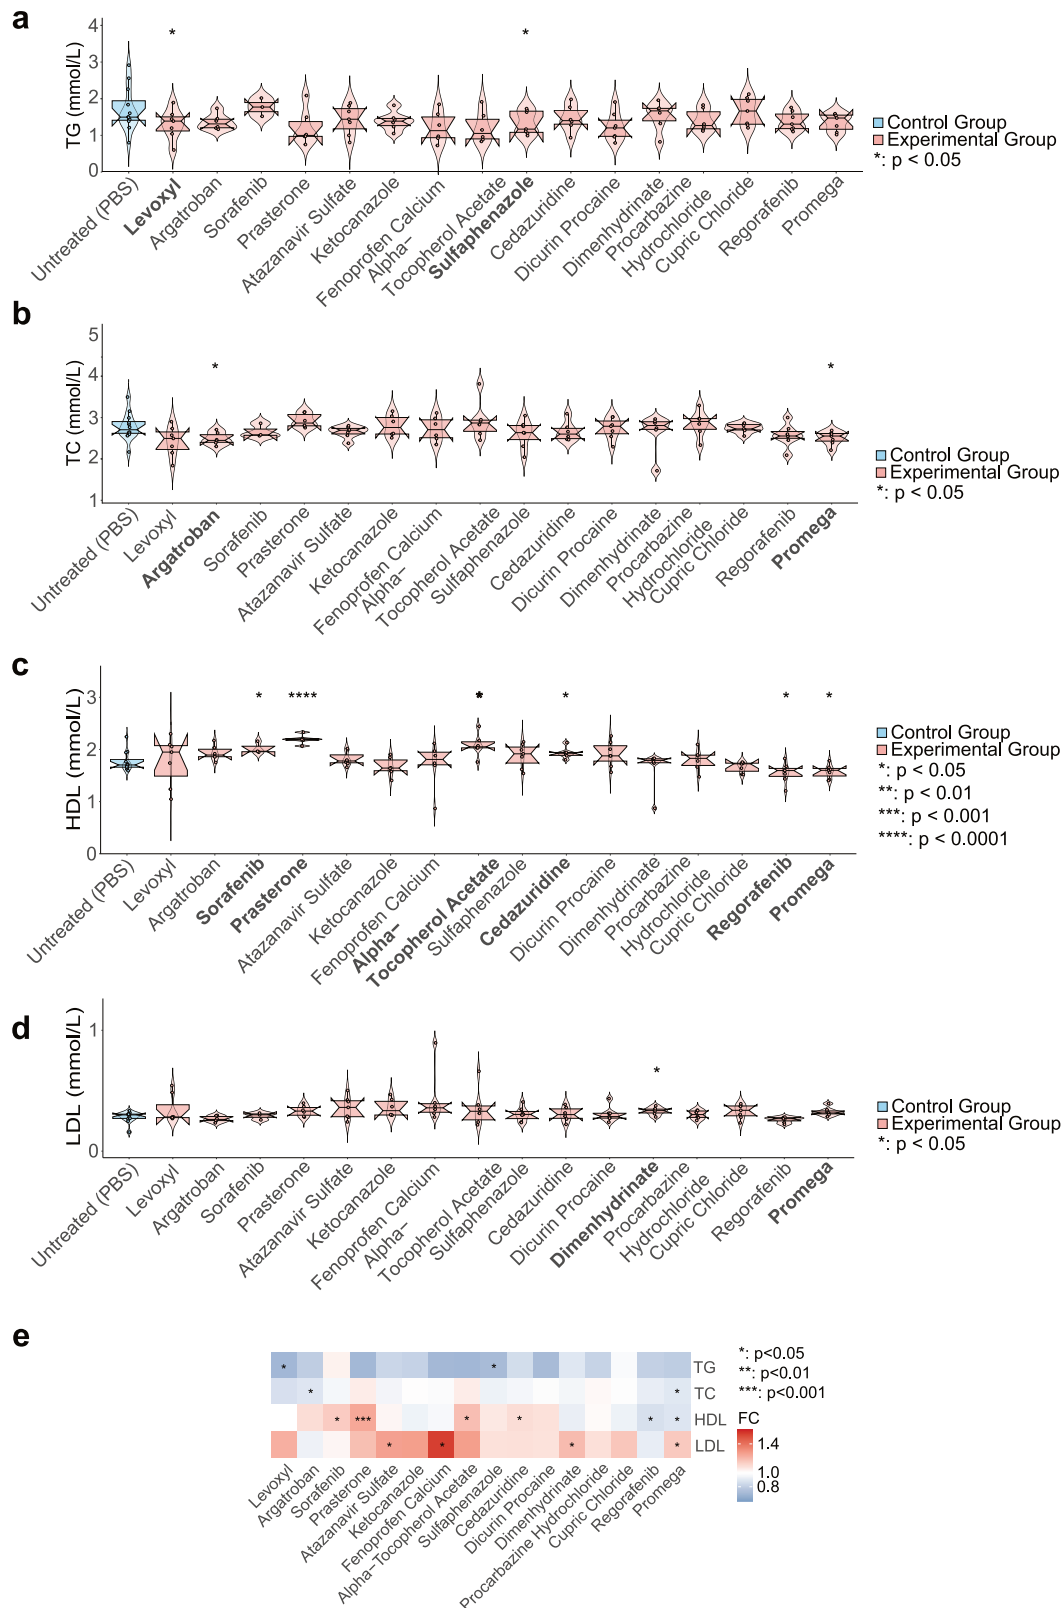 a
TG (mmol/L)
4
3
2
1
0
*
*
Control Group
Experimental Group
*: p < 0.05
Untreated (PBS)
Levoxyl
Argatroban
Sorafenib
Prasterone
Atazanavir Sulfate
Ketocanazole
Fenoprofen Calcium
Alpha−
Tocopherol Acetate
Sulfaphenazole
Cedazuridine
Dicurin Procaine
Dimenhydrinate
Procarbazine
Hydrochloride
Cupric Chloride
Regorafenib
Promega
b
TC (mmol/L)
5
4
3
2
1
*
*
Control Group
Experimental Group
*: p < 0.05
Untreated (PBS)
Levoxyl
Argatroban
Sorafenib
Prasterone
Atazanavir Sulfate
Ketocanazole
Fenoprofen Calcium
Alpha−
Tocopherol Acetate
Sulfaphenazole
Cedazuridine
Dicurin Procaine
Dimenhydrinate
Procarbazine
Hydrochloride
Cupric Chloride
Regorafenib
Promega
c
HDL (mmol/L)
3
2
1
0
*
****
*
*
*
*
Control Group
Experimental Group
*: p < 0.05
**: p < 0.01
***: p < 0.001
****: p < 0.0001
Untreated (PBS)
Levoxyl
Argatroban
Sorafenib
Prasterone
Atazanavir Sulfate
Ketocanazole
Fenoprofen Calcium
Alpha−
Tocopherol Acetate
Sulfaphenazole
Cedazuridine
Dicurin Procaine
Dimenhydrinate
Procarbazine
Hydrochloride
Cupric Chloride
Regorafenib
Promega
d
LDL (mmol/L)
1
0
*
Control Group
Experimental Group
*: p < 0.05
Untreated (PBS)
Levoxyl
Argatroban
Sorafenib
Prasterone
Atazanavir Sulfate
Ketocanazole
Fenoprofen Calcium
Alpha−
Tocopherol Acetate
Sulfaphenazole
Cedazuridine
Dicurin Procaine
Dimenhydrinate
Procarbazine
Hydrochloride
Cupric Chloride
Regorafenib
Promega
e
* * TG
* * TC
* *** * * * * HDL
* * * * LDL
*: p<0.05
**: p<0.01
***: p<0.001
FC
1.4
1.0
0.8
Levoxyl
Argatroban
Sorafenib
Prasterone
Atazanavir Sulfate
Ketocanazole
Fenoprofen Calcium
Alpha−Tocopherol Acetate
Sulfaphenazole
Cedazuridine
Dicurin Procaine
Dimenhydrinate
Procarbazine Hydrochloride
Cupric Chloride
Regorafenib
Promega